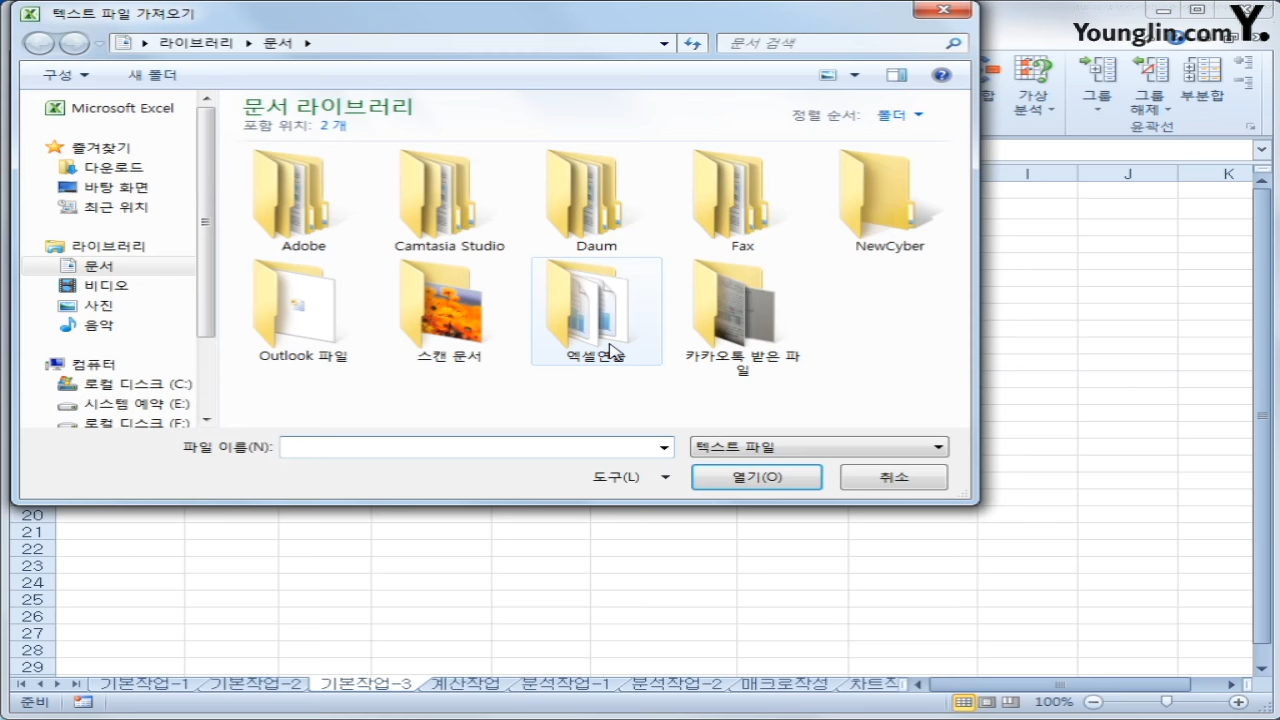 텍스트 파일 가져오기
Younglin.com Y.
라이브러리 ▸ 문서 ▸
문서 검색
구성
새 폴더
Microsoft Excel
즐겨찾기
다운로드
바탕 화면
최근 위치
라이브러리
문서
비디오
사진
음악
컴퓨터
로컬 디스크 (C:)
시스템 예약 (E:)
로컬 디스크 (F:)
문서 라이브러리
포함 위치: 2 개
정렬 순서: 폴더
Adobe
Camtasia Studio
Daum
Fax
NewCyber
Outlook 파일
스캔 문서
카카오톡 받은 파
일
파일 이름(N):
텍스트 파일
도구(L)
열기(O)
취소
합
가상
분석
그룹
그룹
해제
부분합
윤곽선
I J K
20
21
22
23
24
25
26
27
28
29
기본작업-1 기본작업-2 기본작업-3 계산작업 분석작업-1 분석작업-2 매크로작성
준비
100%